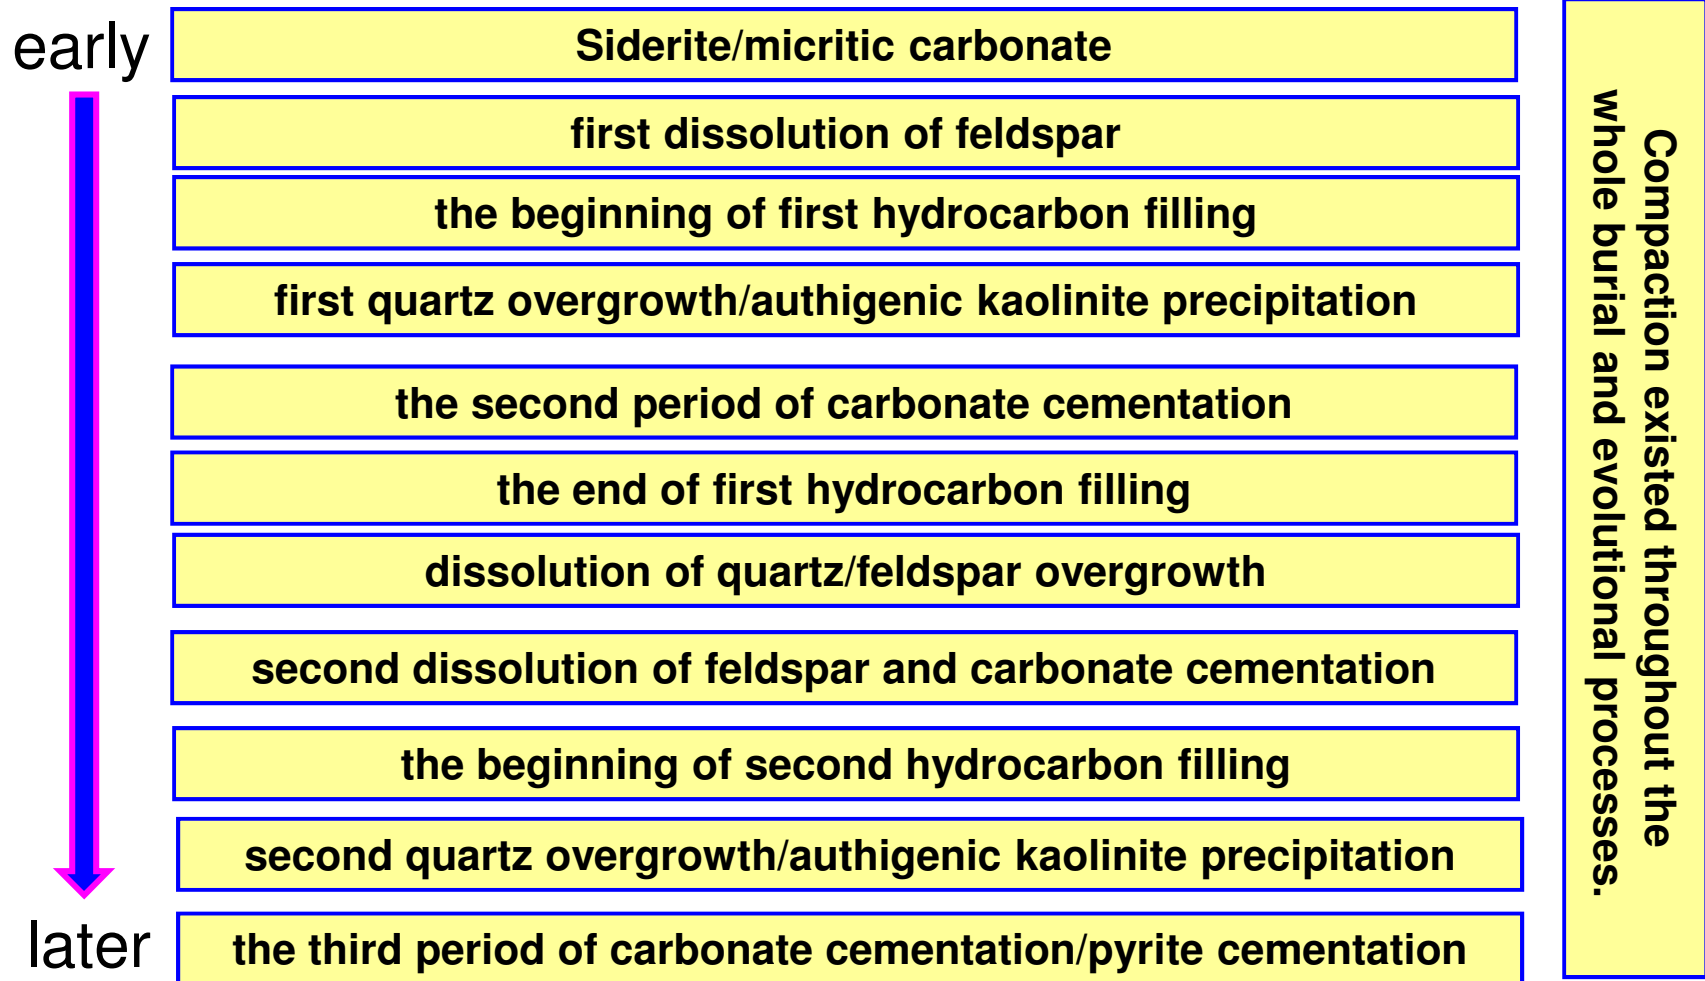 early
Siderite/micritic carbonate
first dissolution of feldspar
the beginning of first hydrocarbon filling
first quartz overgrowth/authigenic kaolinite precipitation
the second period of carbonate cementation
the end of first hydrocarbon filling
dissolution of quartz/feldspar overgrowth
second dissolution of feldspar and carbonate cementation
the beginning of second hydrocarbon filling
second quartz overgrowth/authigenic kaolinite precipitation
later
the third period of carbonate cementation/pyrite cementation
Compaction existed throughout the
whole burial and evolutional processes.